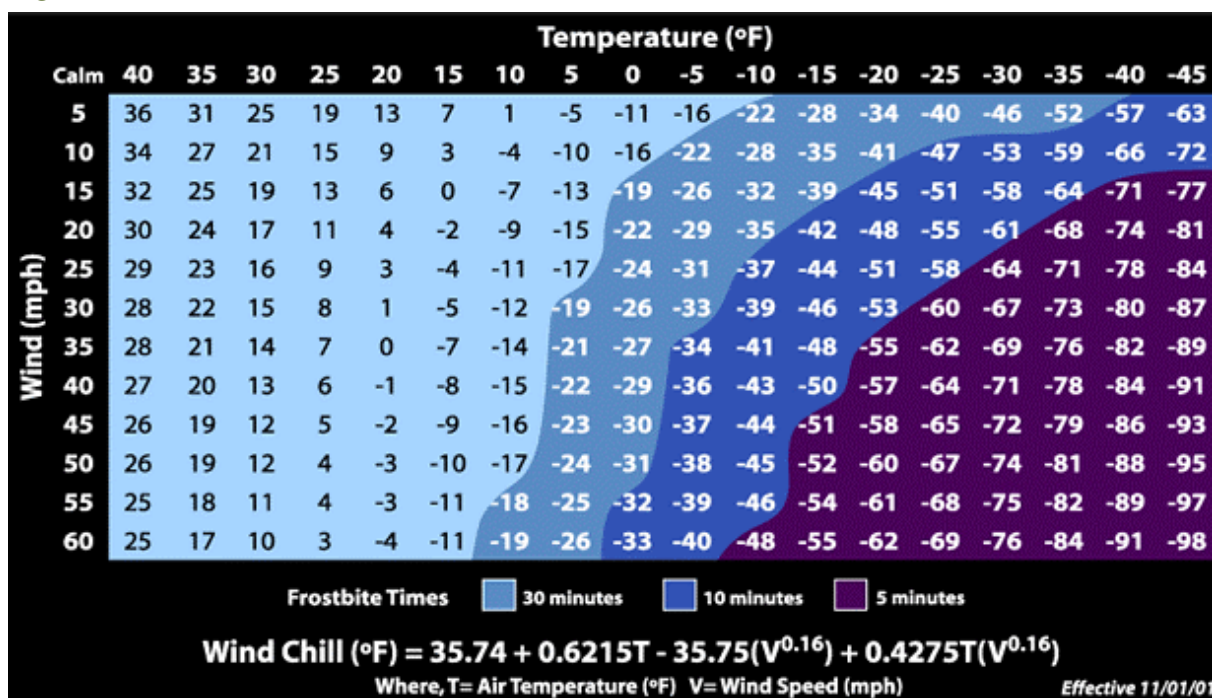 Temperature (ºF)
Calm 40 35 30 25 20 15 10 5 0 -5 -10 -15 -20 -25 -30 -35 -40 -45
5 36 31 25 19 13 7 1 -5 -11 -16 -22 -28 -34 -40 -46 -52 -57 -63
10 34 27 21 15 9 3 -4 -10 -16 -22 -28 -35 -41 -47 -53 -59 -66 -72
15 32 25 19 13 6 0 -7 -13 -19 -26 -32 -39 -45 -51 -58 -64 -71 -77
20 30 24 17 11 4 -2 -9 -15 -22 -29 -35 -42 -48 -55 -61 -68 -74 -81
25 29 23 16 9 3 -4 -11 -17 -24 -31 -37 -44 -51 -58 -64 -71 -78 -84
30 28 22 15 8 1 -5 -12 -19 -26 -33 -39 -46 -53 -60 -67 -73 -80 -87
35 28 21 14 7 0 -7 -14 -21 -27 -34 -41 -48 -55 -62 -69 -76 -82 -89
40 27 20 13 6 -1 -8 -15 -22 -29 -36 -43 -50 -57 -64 -71 -78 -84 -91
45 26 19 12 5 -2 -9 -16 -23 -30 -37 -44 -51 -58 -65 -72 -79 -86 -93
50 26 19 12 4 -3 -10 -17 -24 -31 -38 -45 -52 -60 -67 -74 -81 -88 -95
55 25 18 11 4 -3 -11 -18 -25 -32 -39 -46 -54 -61 -68 -75 -82 -89 -97
60 25 17 10 3 -4 -11 -19 -26 -33 -40 -48 -55 -62 -69 -76 -84 -91 -98
Wind (mph)
Frostbite Times 30 minutes 10 minutes 5 minutes
Wind Chill (ºF) = 35.74 + 0.6215T - 35.75(V^0.16) + 0.4275T(V^0.16)
Where, T= Air Temperature (ºF) V= Wind Speed (mph) Effective 11/01/01